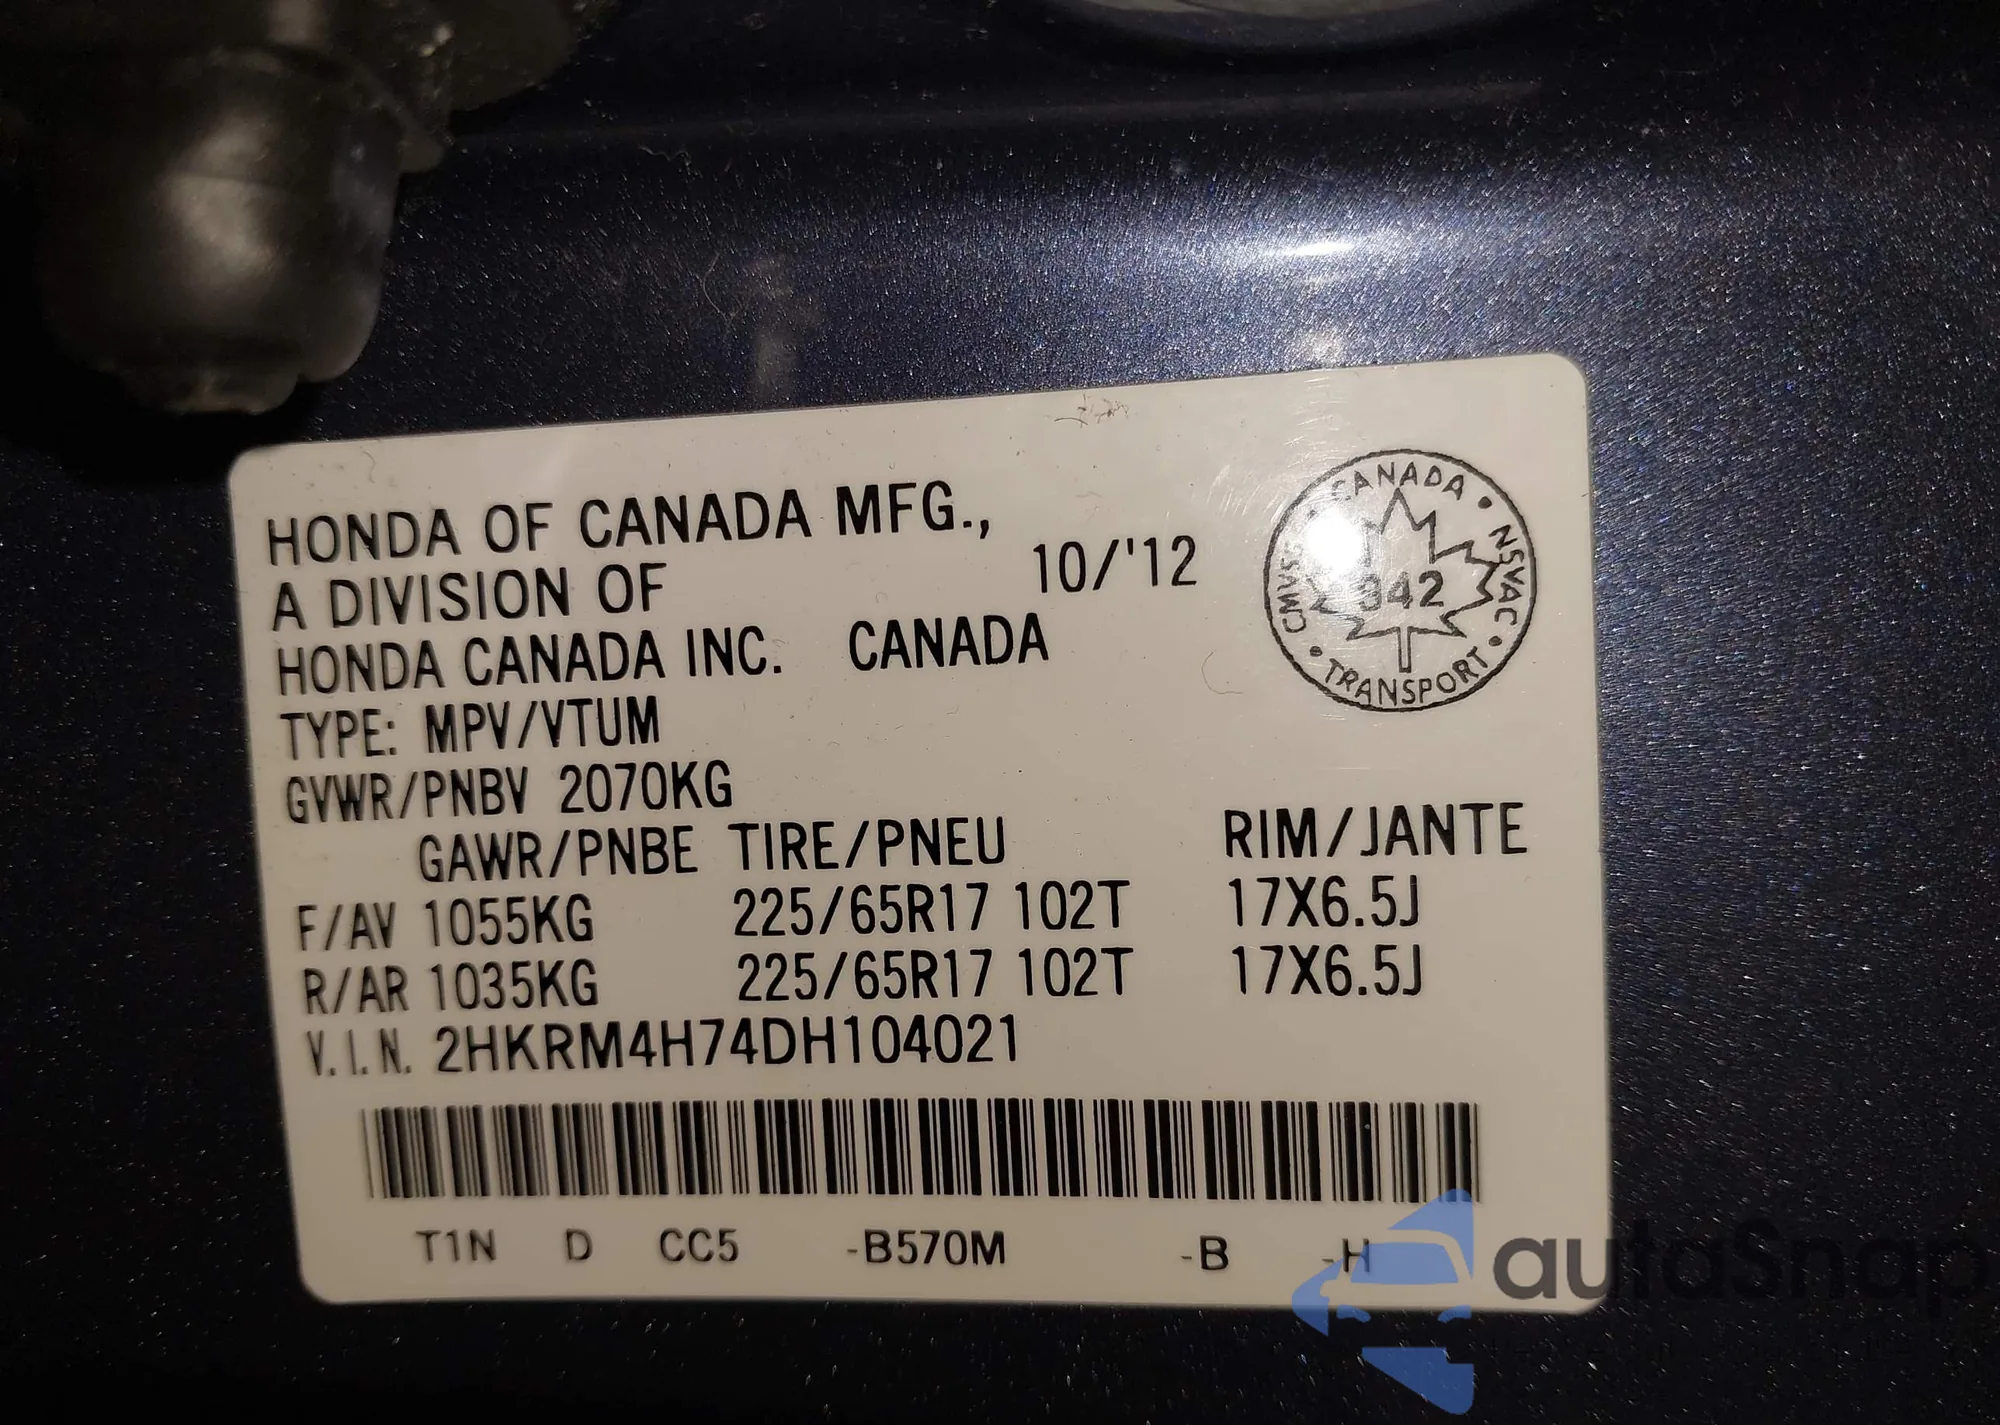 HONDA OF CANADA MFG.,
A DIVISION OF 10/'12
HONDA CANADA INC. CANADA
TYPE: MPV/VTUM
GVWR/PNBV 2070KG
GAWR/PNBE TIRE/PNEU RIM/JANTE
F/AV 1055KG 225/65R17 102T 17X6.5J
R/AR 1035KG 225/65R17 102T 17X6.5J
V.I.N. 2HKRM4H74DH104021
T1N D CC5 -B570M -B -H
CANADA • NSVAC • TRANSPORT • CMVSS •
autaSnap